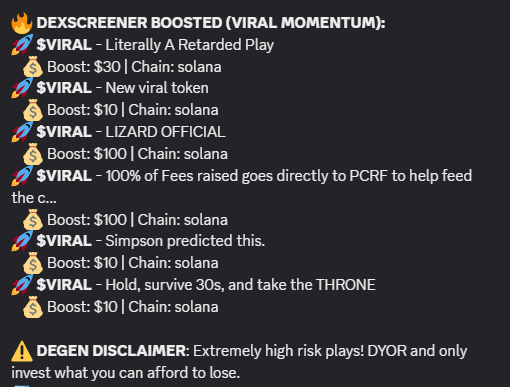 🔥 DEXSCREENER BOOSTED (VIRAL MOMENTUM):
🚀 $VIRAL - Literally A Retarded Play
💰 Boost: $30 | Chain: solana
🚀 $VIRAL - New viral token
💰 Boost: $10 | Chain: solana
🚀 $VIRAL - LIZARD OFFICIAL
💰 Boost: $100 | Chain: solana
🚀 $VIRAL - 100% of Fees raised goes directly to PCRF to help feed
the c...
💰 Boost: $100 | Chain: solana
🚀 $VIRAL - Simpson predicted this.
💰 Boost: $10 | Chain: solana
🚀 $VIRAL - Hold, survive 30s, and take the THRONE
💰 Boost: $10 | Chain: solana
⚠️ DEGEN DISCLAIMER: Extremely high risk plays! DYOR and only
invest what you can afford to lose.